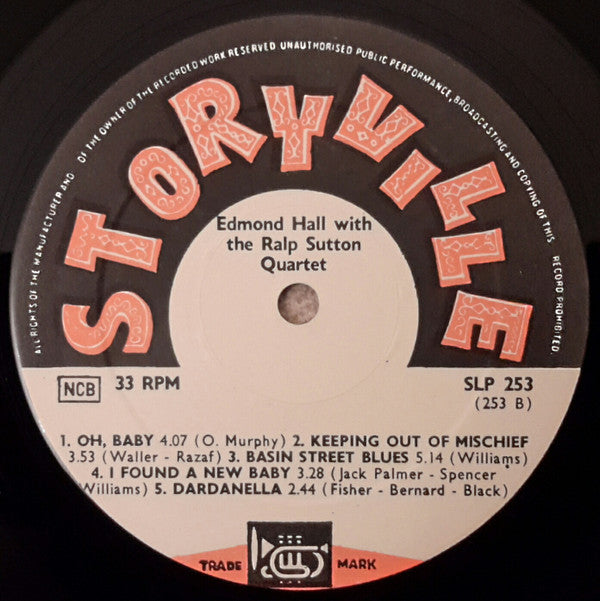 ALL RIGHTS OF THE MANUFACTURER AND OF THE OWNER OF THE RECORDED WORK RESERVED UNAUTHORISED PUBLIC PERFORMANCE, BROADCASTING AND COPYING OF THIS RECORD PROHIBITED.
STORYVILLE
Edmond Hall with
the Ralp Sutton
Quartet
NCB 33 RPM SLP 253
(253 B)
1. OH, BABY 4.07 (O. Murphy) 2. KEEPING OUT OF MISCHIEF
3.53 (Waller - Razaf) 3. BASIN STREET BLUES 5.14 (Williams)
4. I FOUND A NEW BABY 3.28 (Jack Palmer - Spencer
Williams) 5. DARDANELLA 2.44 (Fisher - Bernard - Black)
TRADE MARK